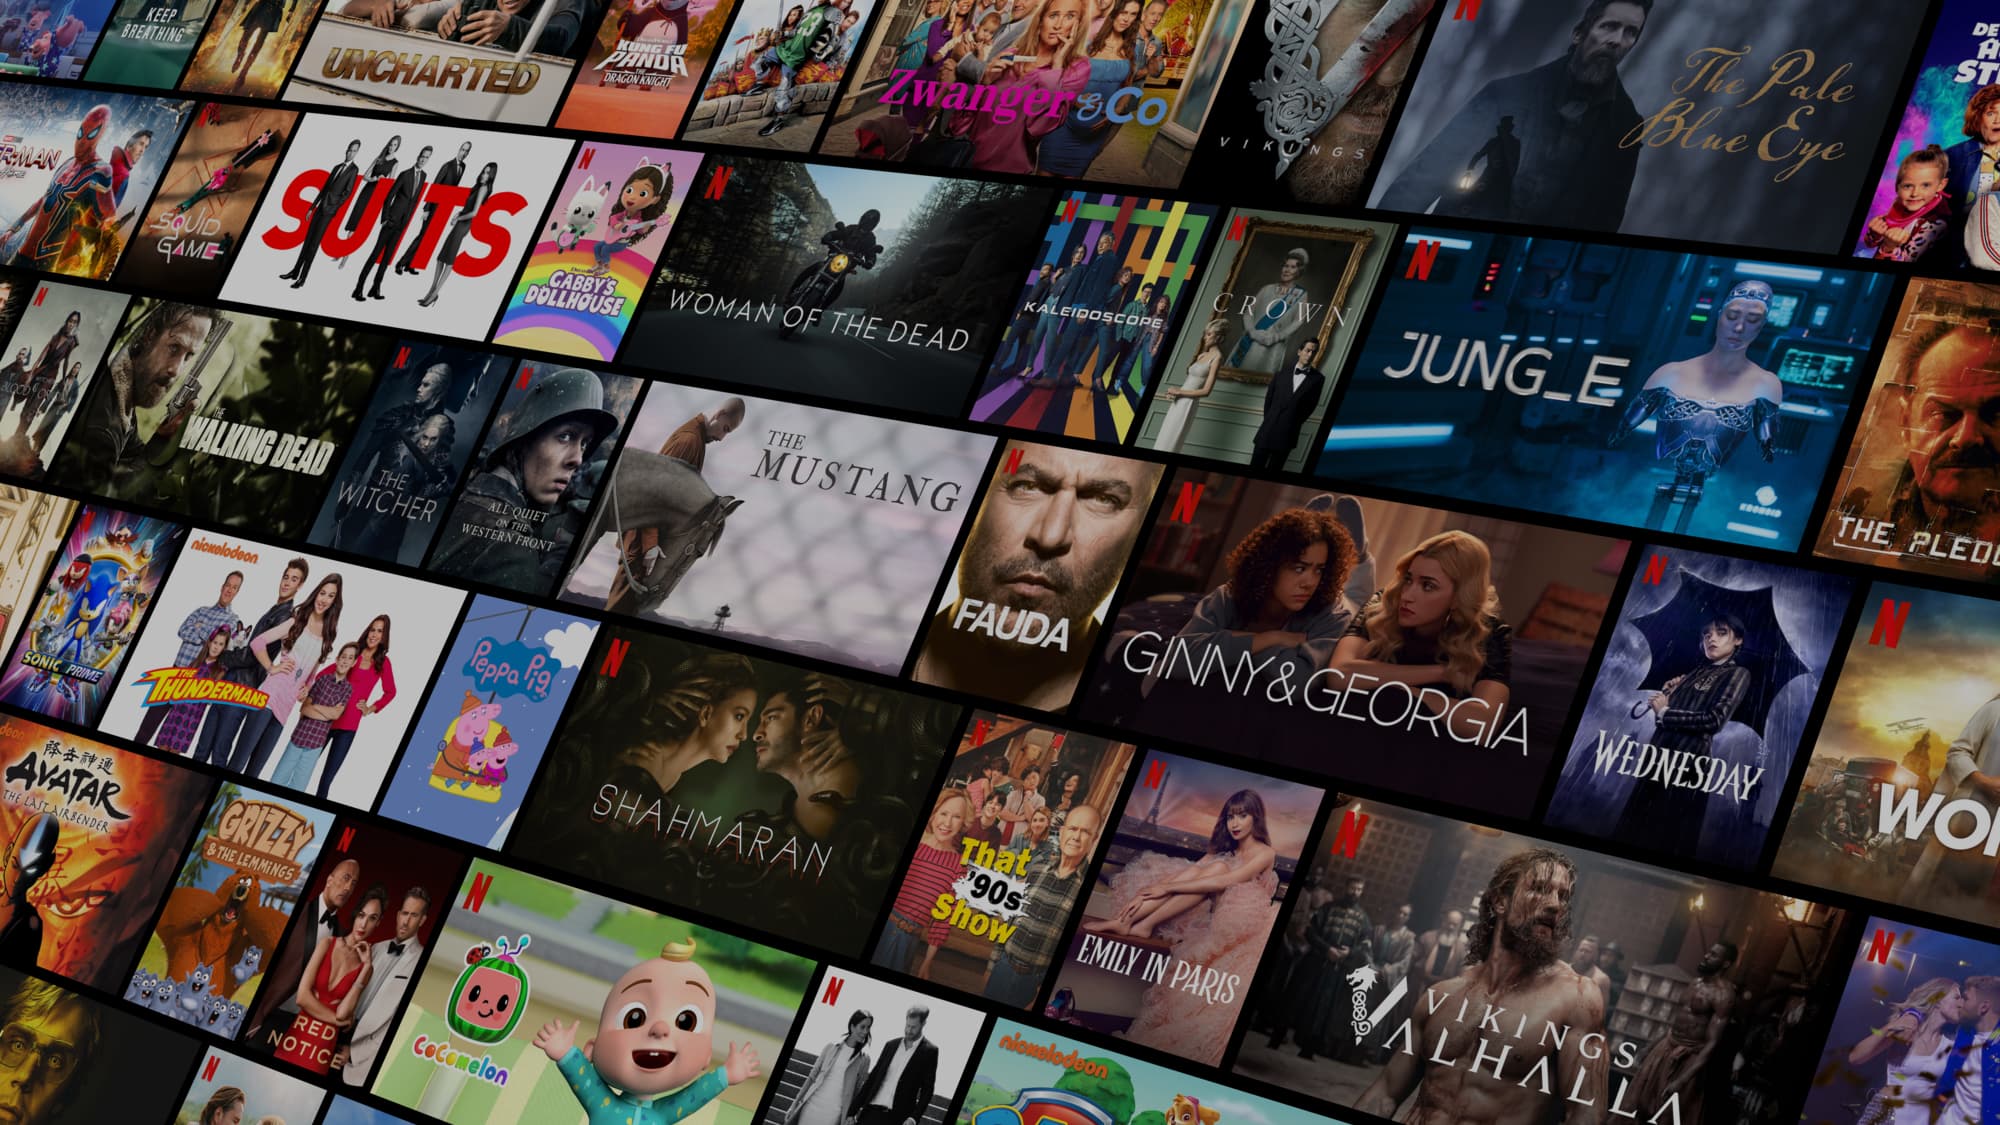 KEEP
BREATHING
UNCHARTED
KUNG FU
PANDA
THE
DRAGON KNIGHT
Zwanger & Co
VIKINGS
N
The Pale
Blue Eye
SQUID
GAME
SUITS
N
GABBY'S
DOLLHOUSE
N
WOMAN OF THE DEAD
N
KALEIDOSCOPE
N
THE
CROWN
N
JUNG_E
N
THE
WALKING DEAD
N
THE
WITCHER
N
ALL QUIET
ON THE
WESTERN FRONT
THE
MUSTANG
N
FAUDA
N
GINNY & GEORGIA
THE
N
WEDNESDAY
N
SONIC PRIME
nickelodeon
THE
THUNDERMANS
Peppa Pig
N
SHAHMARAN
N
That
'90s
Show
N
EMILY IN PARIS
N
VIKINGS
VALHALLA
降去神通
AVATAR
THE LAST AIRBENDER
GRIZZY
& THE LEMMINGS
N
RED
NOTICE
N
CoComelon
N
nickelodeon
N
N